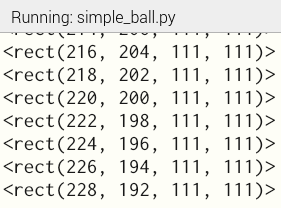 Running: simple_ball.py
<rect(216, 204, 111, 111)>
<rect(218, 202, 111, 111)>
<rect(220, 200, 111, 111)>
<rect(222, 198, 111, 111)>
<rect(224, 196, 111, 111)>
<rect(226, 194, 111, 111)>
<rect(228, 192, 111, 111)>